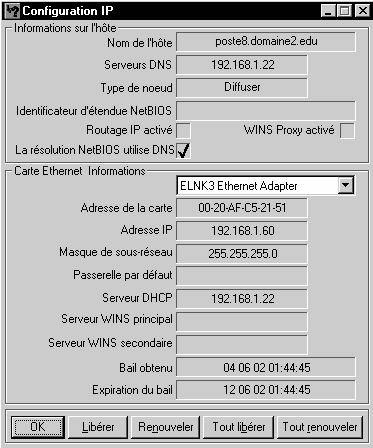 Configuration IP
Informations sur l'hôte
Nom de l'hôte poste8.domaine2.edu
Serveurs DNS 192.168.1.22
Type de noeud Diffuser
Identificateur d'étendue NetBIOS
Routage IP activé WINS Proxy activé
La résolution NetBIOS utilise DNS
Carte Ethernet Informations
ELNK3 Ethernet Adapter
Adresse de la carte 00-20-AF-C5-21-51
Adresse IP 192.168.1.60
Masque de sous-réseau 255.255.255.0
Passerelle par défaut
Serveur DHCP 192.168.1.22
Serveur WINS principal
Serveur WINS secondaire
Bail obtenu 04 06 02 01:44:45
Expiration du bail 12 06 02 01:44:45
OK Libérer Renouveler Tout libérer Tout renouveler